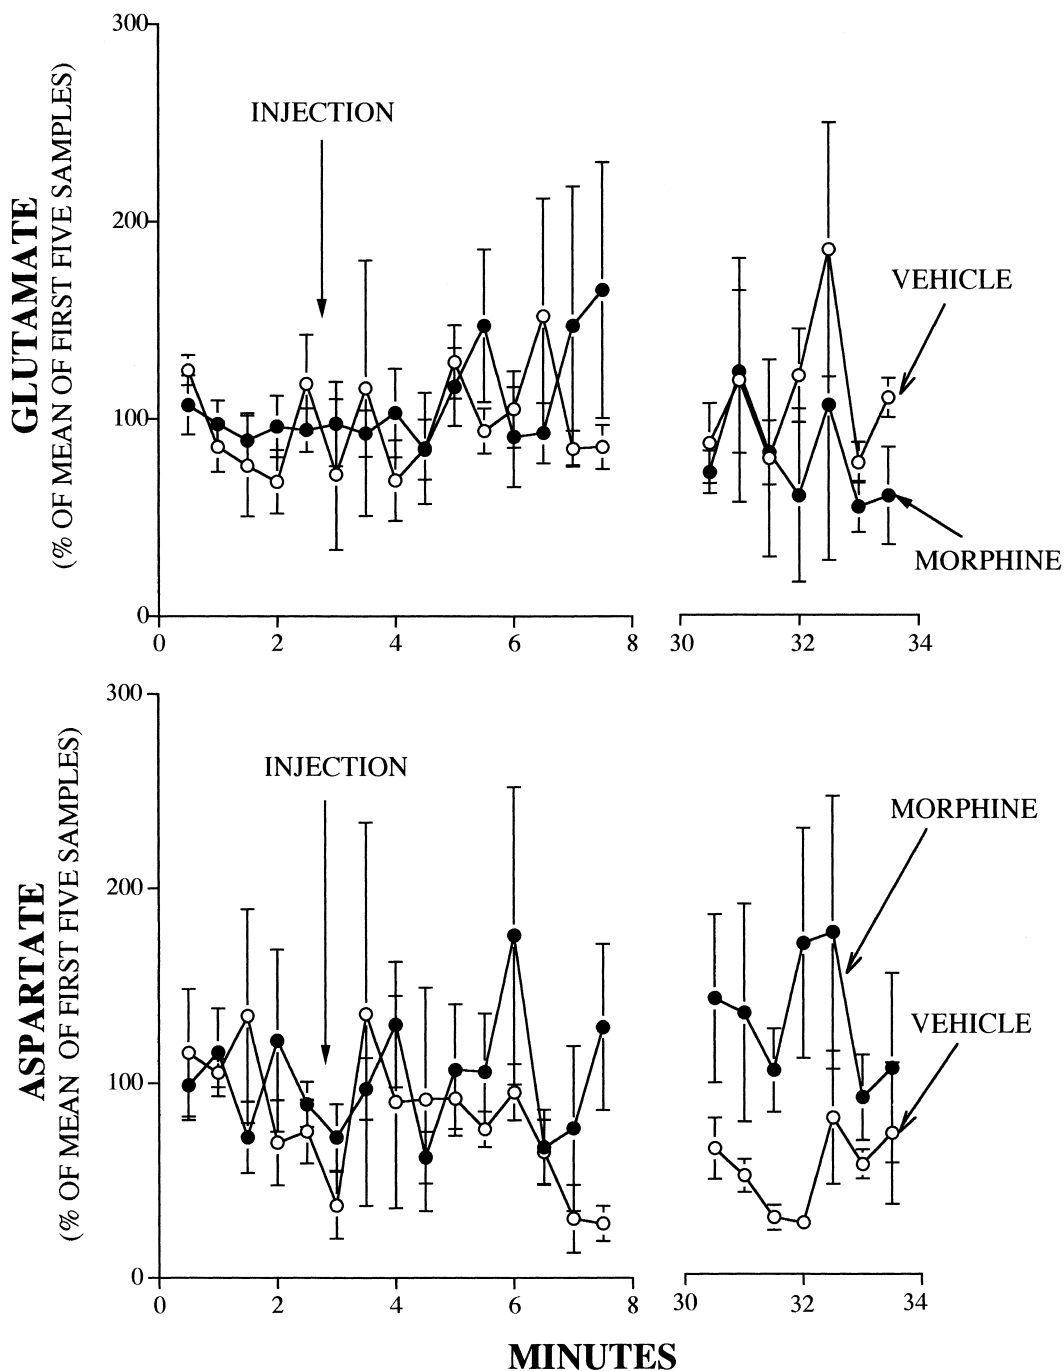 GLUTAMATE
(% OF MEAN OF FIRST FIVE SAMPLES)
300
200
100
0
INJECTION
VEHICLE
MORPHINE
0 2 4 6 8 30 32 34
ASPARTATE
(% OF MEAN OF FIRST FIVE SAMPLES)
300
200
100
0
INJECTION
MORPHINE
VEHICLE
0 2 4 6 8 30 32 34
MINUTES